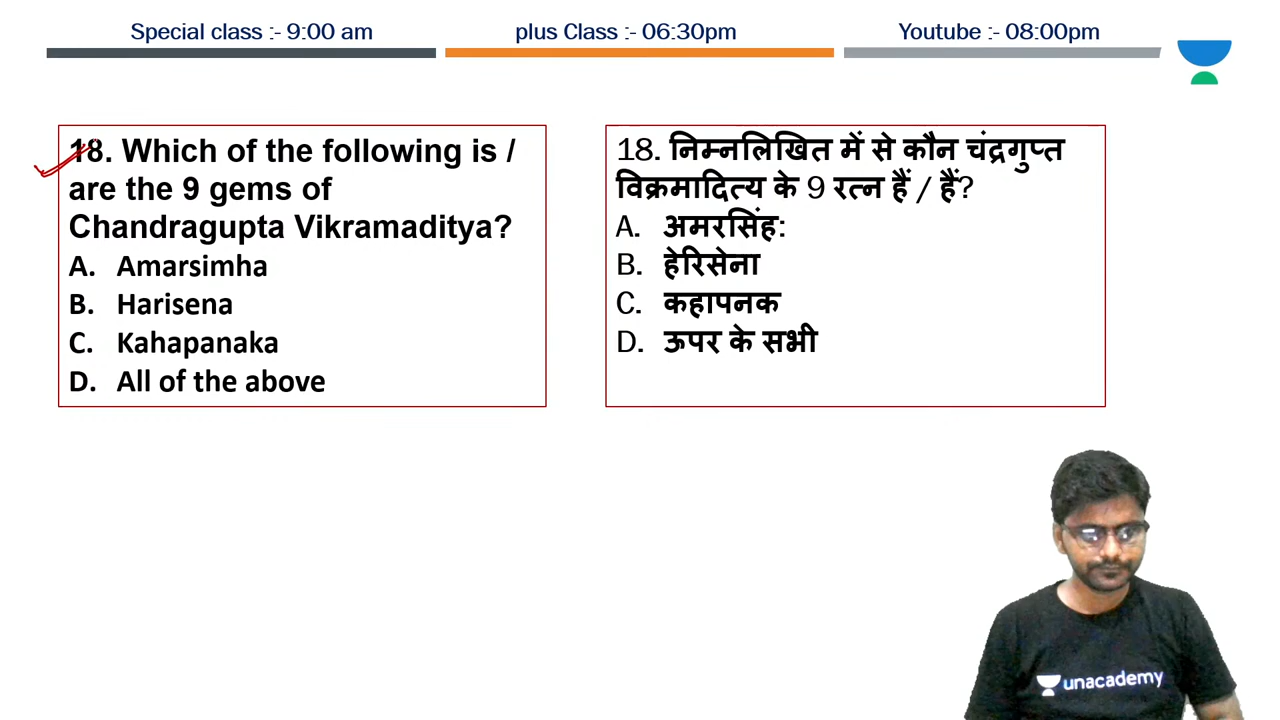 Special class :- 9:00 am
plus Class :- 06:30pm
Youtube :- 08:00pm
18. Which of the following is /
are the 9 gems of
Chandragupta Vikramaditya?
A. Amarsimha
B. Harisena
C. Kahapanaka
D. All of the above
18. निम्नलिखित में से कौन चंद्रगुप्त
विक्रमादित्य के 9 रत्न हैं / हैं?
A. अमरसिंह:
B. हेरिसेना
C. कहापनक
D. ऊपर के सभी
unacademy